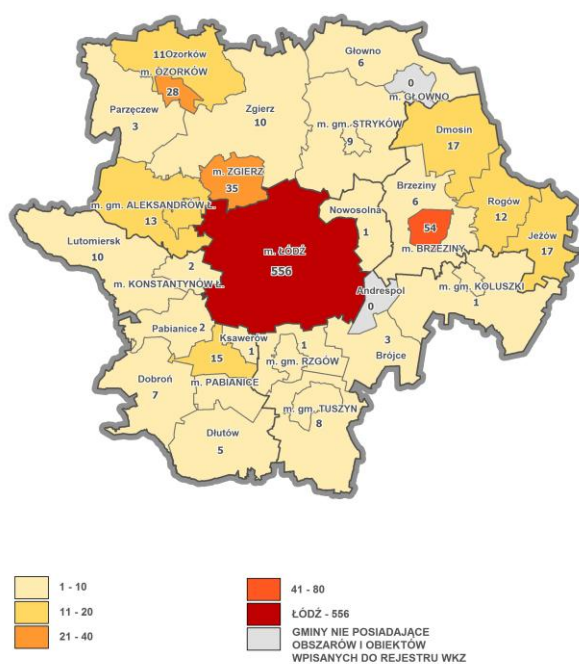 11 Ozorków
m. OZORKÓW
28
Parzęczew
3
Zgierz
10
Głowno
6
0
m. GŁOWNO
m. gm. STRYKÓW
9
Dmosin
17
m. ZGIERZ
35
m. gm. ALEKSANDRÓW Ł.
13
Brzeziny
6
54
m. BRZEZINY
Rogów
12
Jeżów
17
Nowosolna
1
Lutomiersk
10
m. ŁÓDŹ
556
2
m. KONSTANTYNÓW Ł.
Andrespol
0
m. gm. KOLUSZKI
1
Pabianice 2
Ksawerów
1
15
m. PABIANICE
1
m. gm. RZGÓW
3
Brójce
Dobroń
7
m. gm. TUSZYN
8
Dłutów
5
1 - 10
11 - 20
21 - 40
41 - 80
ŁÓDŹ - 556
GMINY NIE POSIADAJĄCE
OBSZARÓW I OBIEKTÓW
WPISANYCH DO REJESTRU WKZ